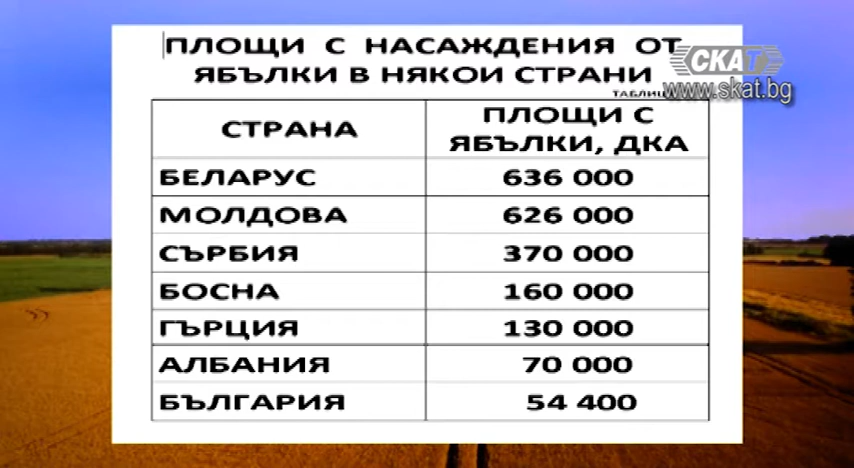 ПЛОЩИ С НАСАЖДЕНИЯ ОТ
ЯБЪЛКИ В НЯКОИ СТРАНИ
СКАТ
www.skat.bg
СТРАНА
ПЛОЩИ С
ЯБЪЛКИ, ДКА
БЕЛАРУС 636 000
МОЛДОВА 626 000
СЪРБИЯ 370 000
БОСНА 160 000
ГЪРЦИЯ 130 000
АЛБАНИЯ 70 000
БЪЛГАРИЯ 54 400